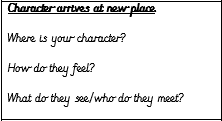 Character arrives at new place.
Where is your character?
How do they feel?
What do they see/who do they meet?